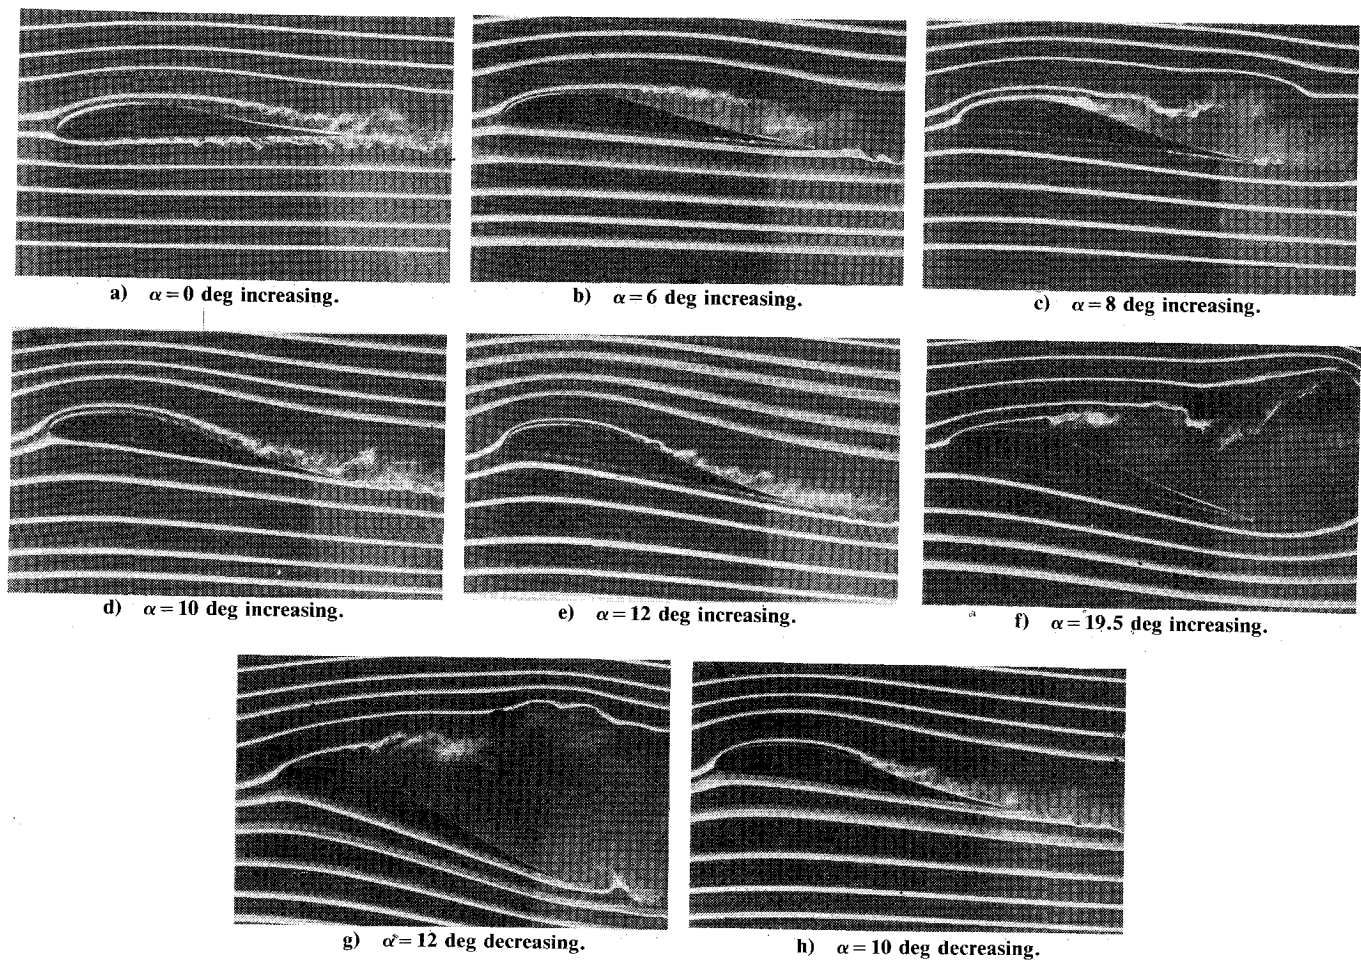 a) α=0 deg increasing.
b) α=6 deg increasing.
c) α=8 deg increasing.
d) α=10 deg increasing.
e) α=12 deg increasing.
f) α=19.5 deg increasing.
g) α=12 deg decreasing.
h) α=10 deg decreasing.